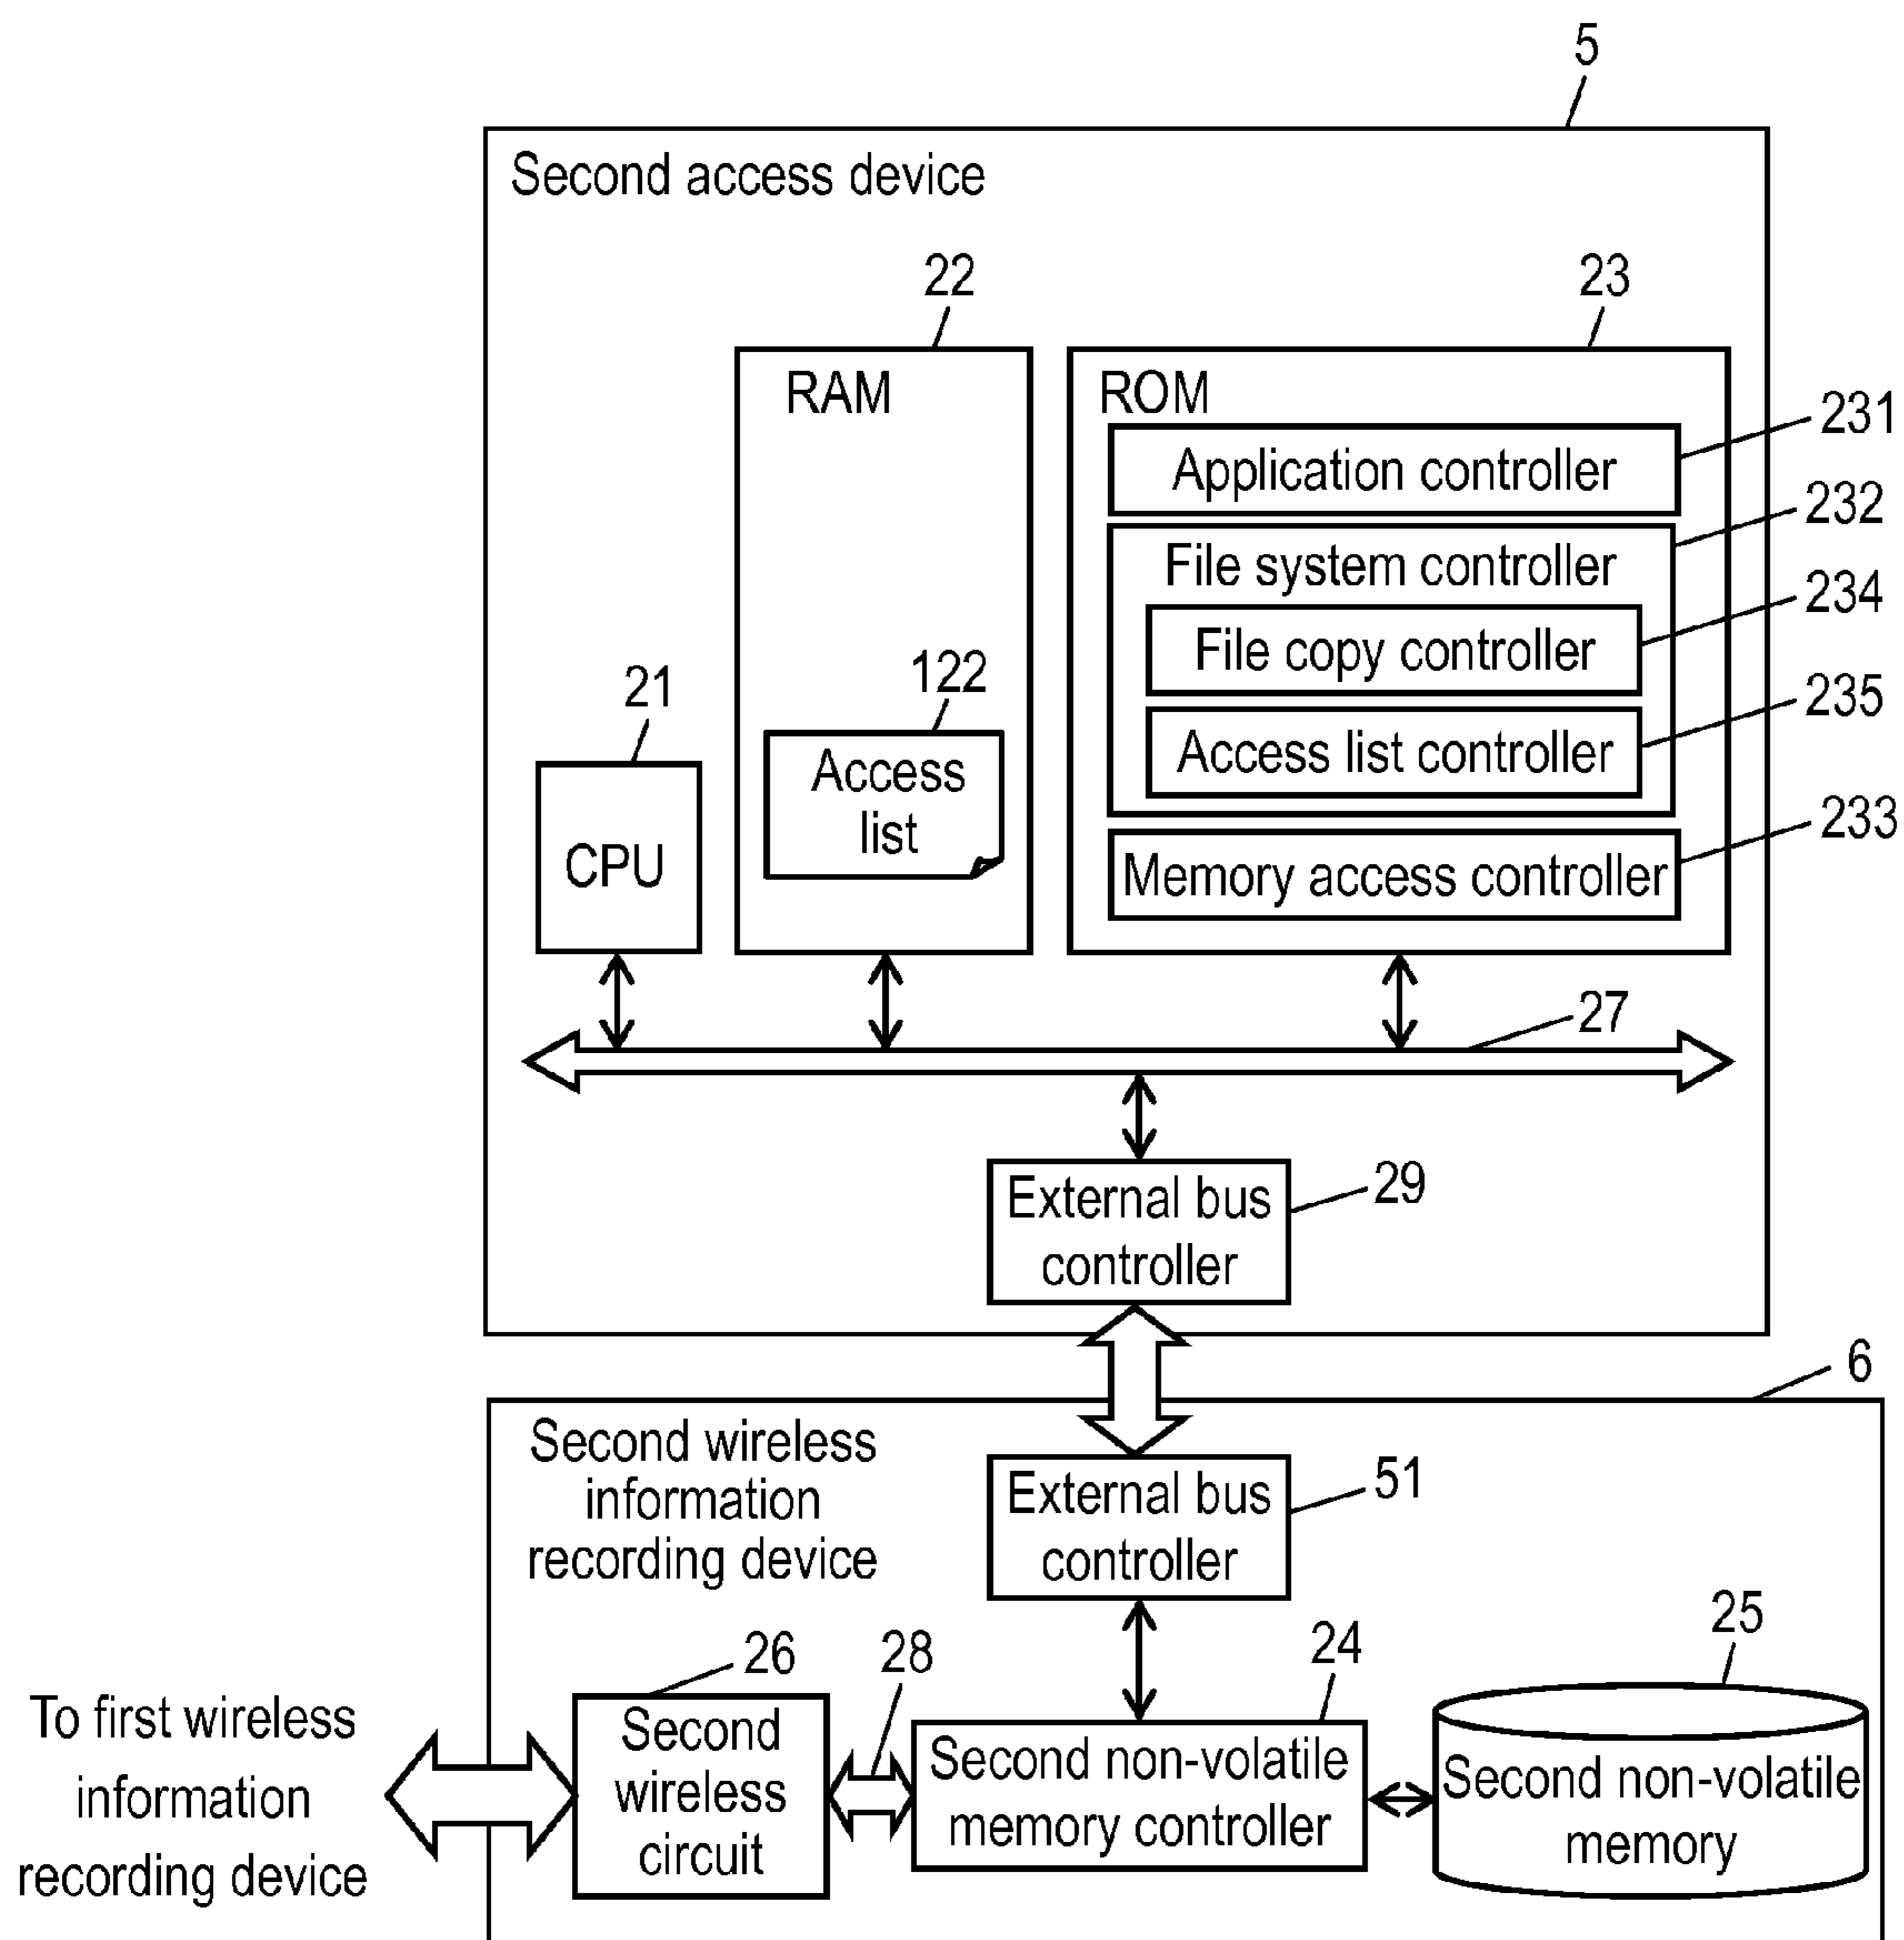 5
Second access device
22
23
RAM
ROM
231
Application controller
232
File system controller
234
File copy controller
122
21
235
Access
list
Access list controller
233
CPU
Memory access controller
27
External bus
controller
29
6
Second wireless
information
recording device
External bus
controller
51
25
26
28
24
To first wireless
information
recording device
Second
wireless
circuit
Second non-volatile
memory controller
Second non-volatile
memory